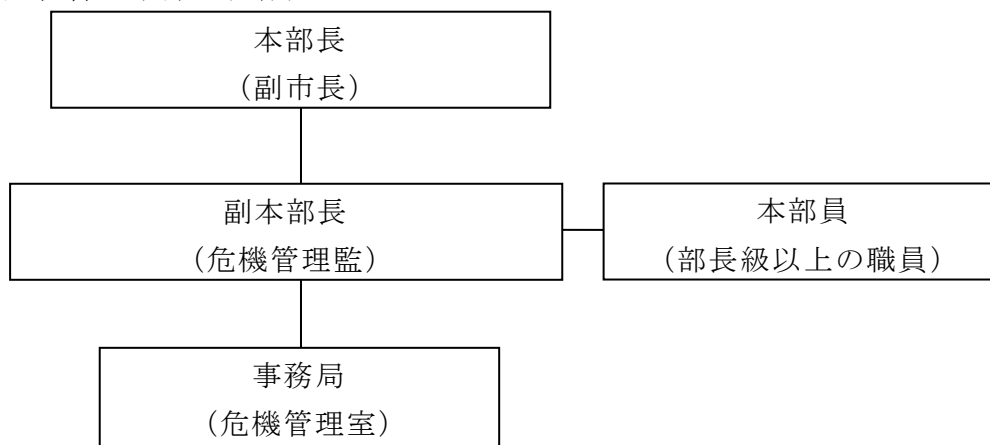 本部長
（副市長）
副本部長
（危機管理監）
本部員
（部長級以上の職員）
事務局
（危機管理室）